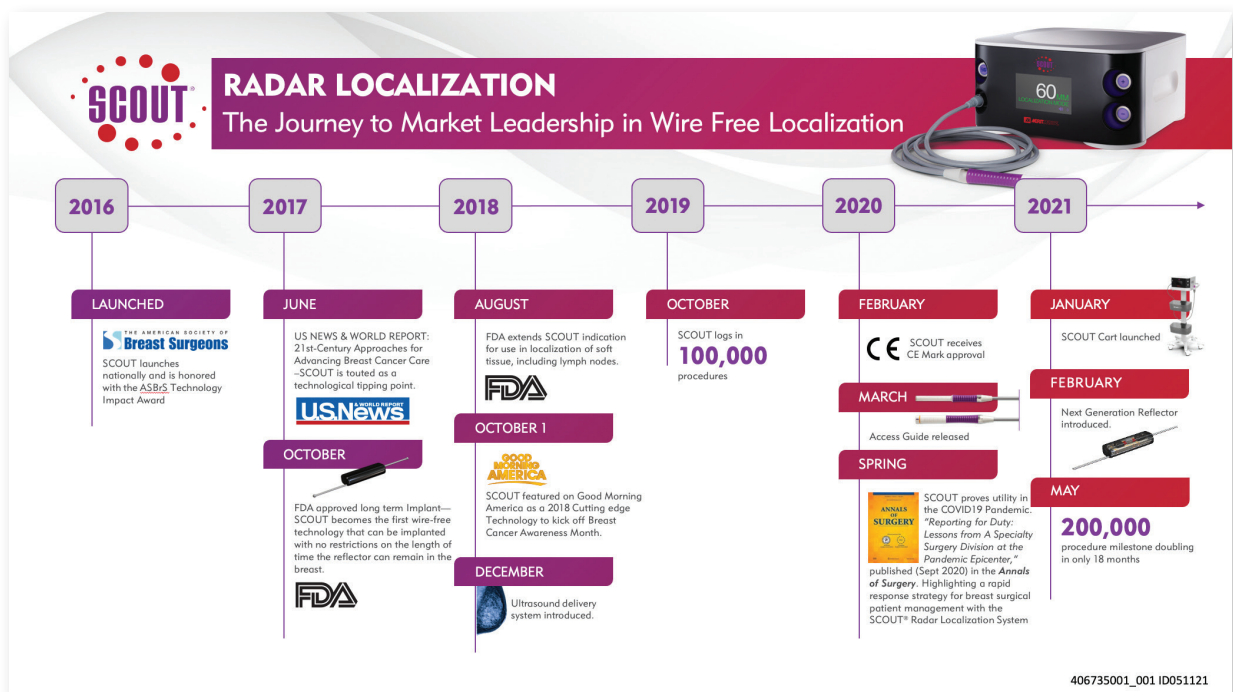 SCOUT®
RADAR LOCALIZATION
The Journey to Market Leadership in Wire Free Localization
60
LOCALIZATION MODE
MERIT
2016
2017
2018
2019
2020
2021
LAUNCHED
THE AMERICAN SOCIETY OF
Breast Surgeons
SCOUT launches
nationally and is honored
with the ASBrS Technology
Impact Award
JUNE
US NEWS & WORLD REPORT:
21st-Century Approaches for
Advancing Breast Cancer Care
–SCOUT is touted as a
technological tipping point.
U.S.News
& WORLD REPORT
OCTOBER
FDA approved long term Implant—
SCOUT becomes the first wire-free
technology that can be implanted
with no restrictions on the length of
time the reflector can remain in the
breast.
FDA
AUGUST
FDA extends SCOUT indication
for use in localization of soft
tissue, including lymph nodes.
FDA
OCTOBER 1
GOOD
MORNING
AMERICA
SCOUT featured on Good Morning
America as a 2018 Cutting edge
Technology to kick off Breast
Cancer Awareness Month.
DECEMBER
Ultrasound delivery
system introduced.
OCTOBER
SCOUT logs in
100,000
procedures
FEBRUARY
CE
SCOUT receives
CE Mark approval
MARCH
Access Guide released
SPRING
ANNALS
OF
SURGERY
SCOUT proves utility in
the COVID19 Pandemic.
"Reporting for Duty:
Lessons from A Specialty
Surgery Division at the
Pandemic Epicenter,"
published (Sept 2020) in the Annals
of Surgery. Highlighting a rapid
response strategy for breast surgical
patient management with the
SCOUT® Radar Localization System
JANUARY
SCOUT Cart launched
FEBRUARY
Next Generation Reflector
introduced.
MAY
200,000
procedure milestone doubling
in only 18 months
406735001_001 ID051121